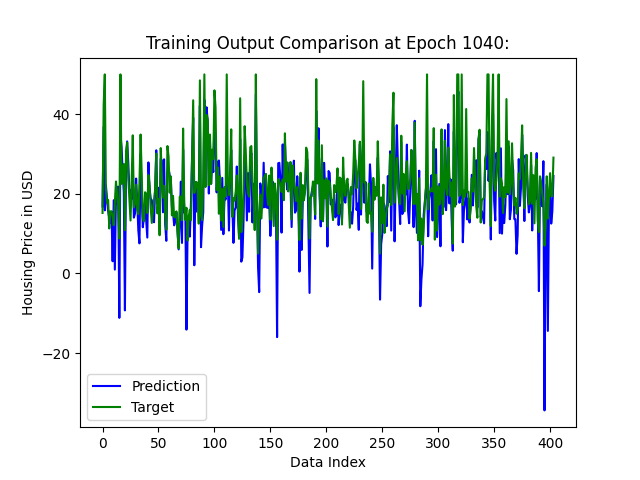 Training Output Comparison at Epoch 1040:
Housing Price in USD
40
20
0
−20
Prediction
Target
0 50 100 150 200 250 300 350 400
Data Index